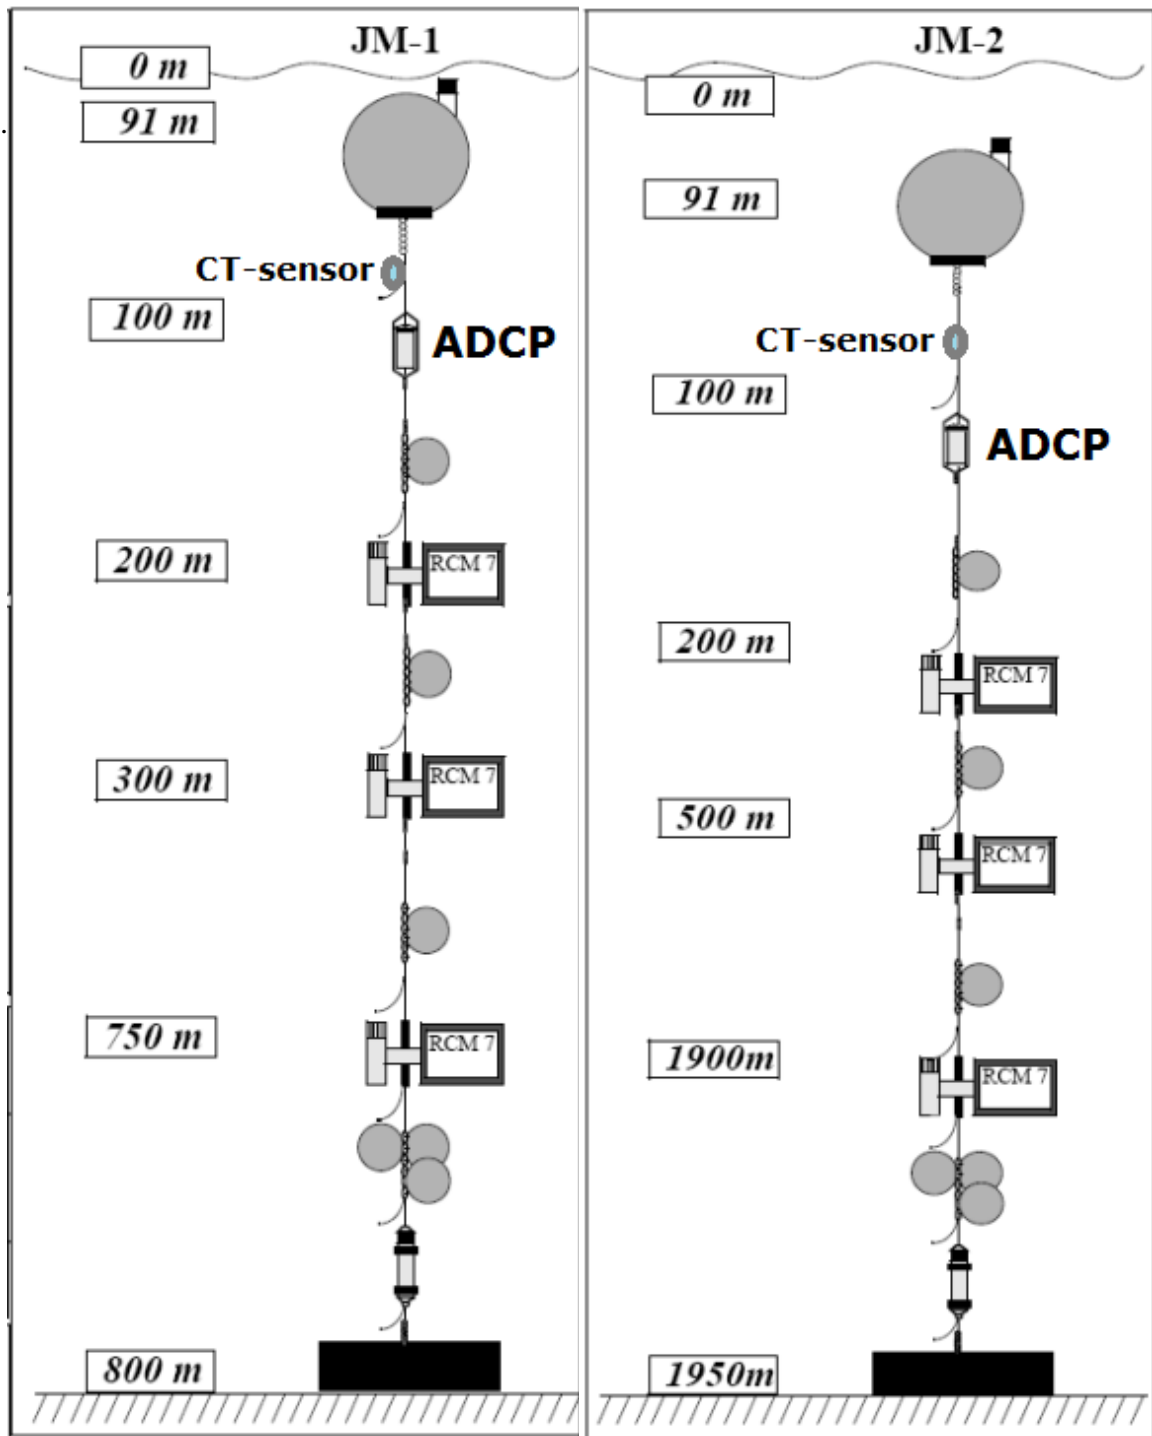 JM-1
0 m
91 m
CT-sensor
100 m
ADCP
200 m
RCM 7
300 m
RCM 7
750 m
RCM 7
800 m
JM-2
0 m
91 m
CT-sensor
100 m
ADCP
200 m
RCM 7
500 m
RCM 7
1900m
RCM 7
1950m